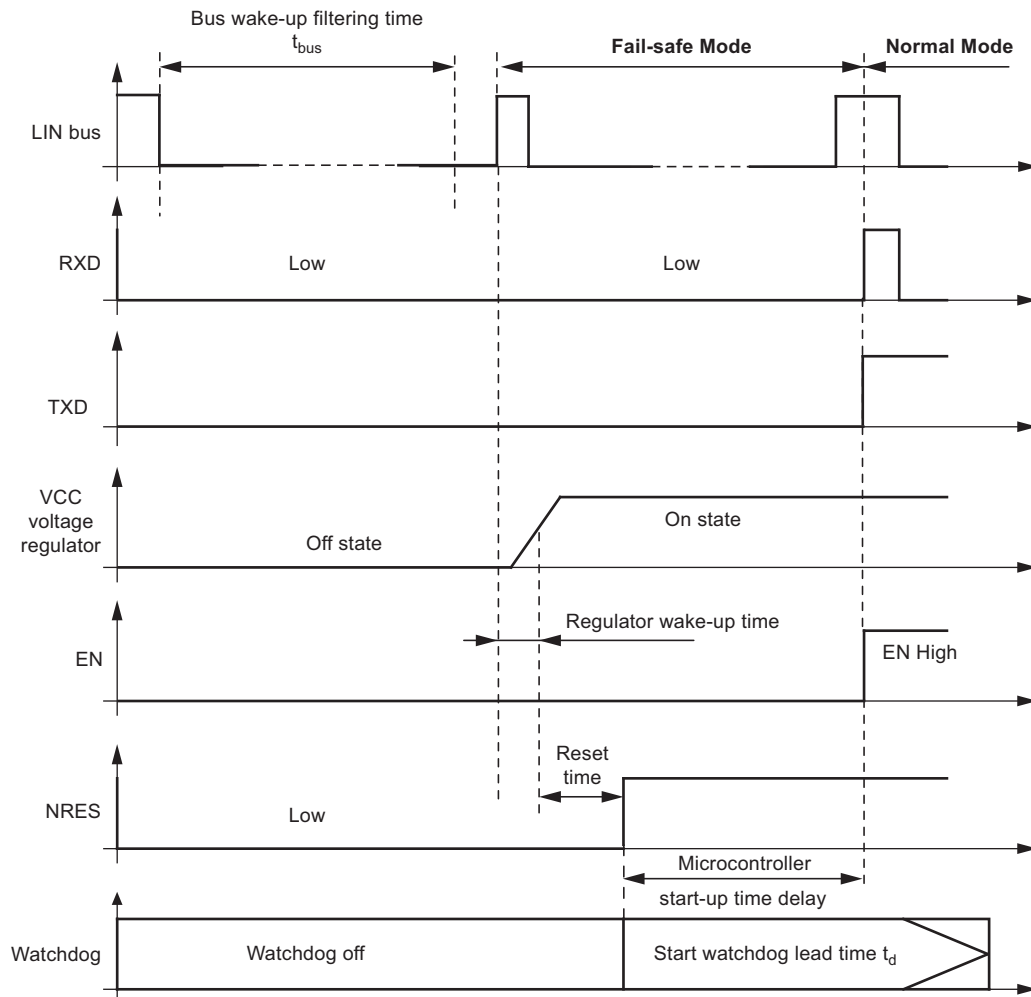 Bus wake-up filtering time
tbus
Fail-safe Mode
Normal Mode
LIN bus
RXD
Low
Low
TXD
VCC
voltage
regulator
Off state
On state
Regulator wake-up time
EN
EN High
Reset
time
NRES
Low
Microcontroller
start-up time delay
Watchdog
Watchdog off
Start watchdog lead time td